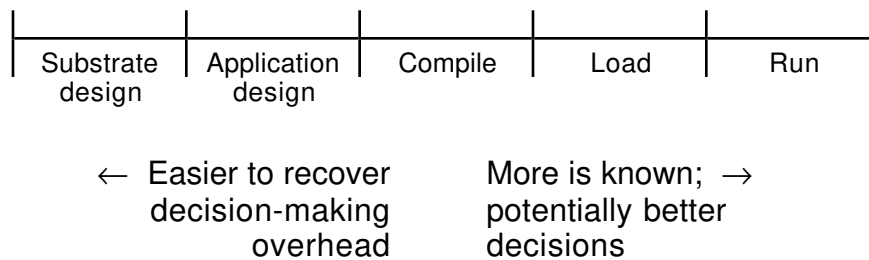 Substrate design
Application design
Compile
Load
Run
← Easier to recover
decision-making
overhead
More is known; →
potentially better
decisions